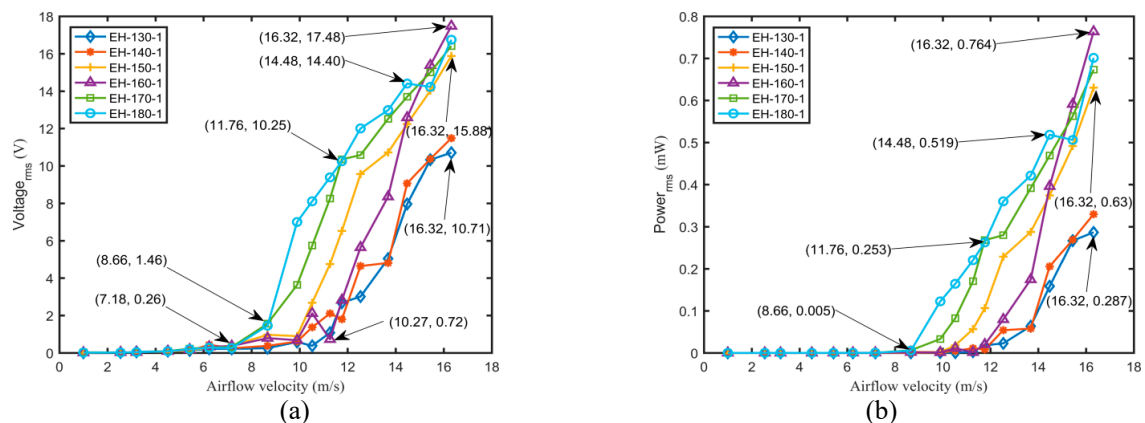 18
16
14
12
10
8
6
4
2
0
Voltage_rms (V)
EH-130-1
EH-140-1
EH-150-1
EH-160-1
EH-170-1
EH-180-1
(16.32, 17.48)
(14.48, 14.40)
(11.76, 10.25)
(16.32, 15.88)
(16.32, 10.71)
(8.66, 1.46)
(7.18, 0.26)
(10.27, 0.72)
0 2 4 6 8 10 12 14 16 18
Airflow velocity (m/s)
(a)
0.8
0.7
0.6
0.5
0.4
0.3
0.2
0.1
0
Power_rms (mW)
EH-130-1
EH-140-1
EH-150-1
EH-160-1
EH-170-1
EH-180-1
(16.32, 0.764)
(14.48, 0.519)
(16.32, 0.63)
(11.76, 0.253)
(16.32, 0.287)
(8.66, 0.005)
0 2 4 6 8 10 12 14 16 18
Airflow velocity (m/s)
(b)